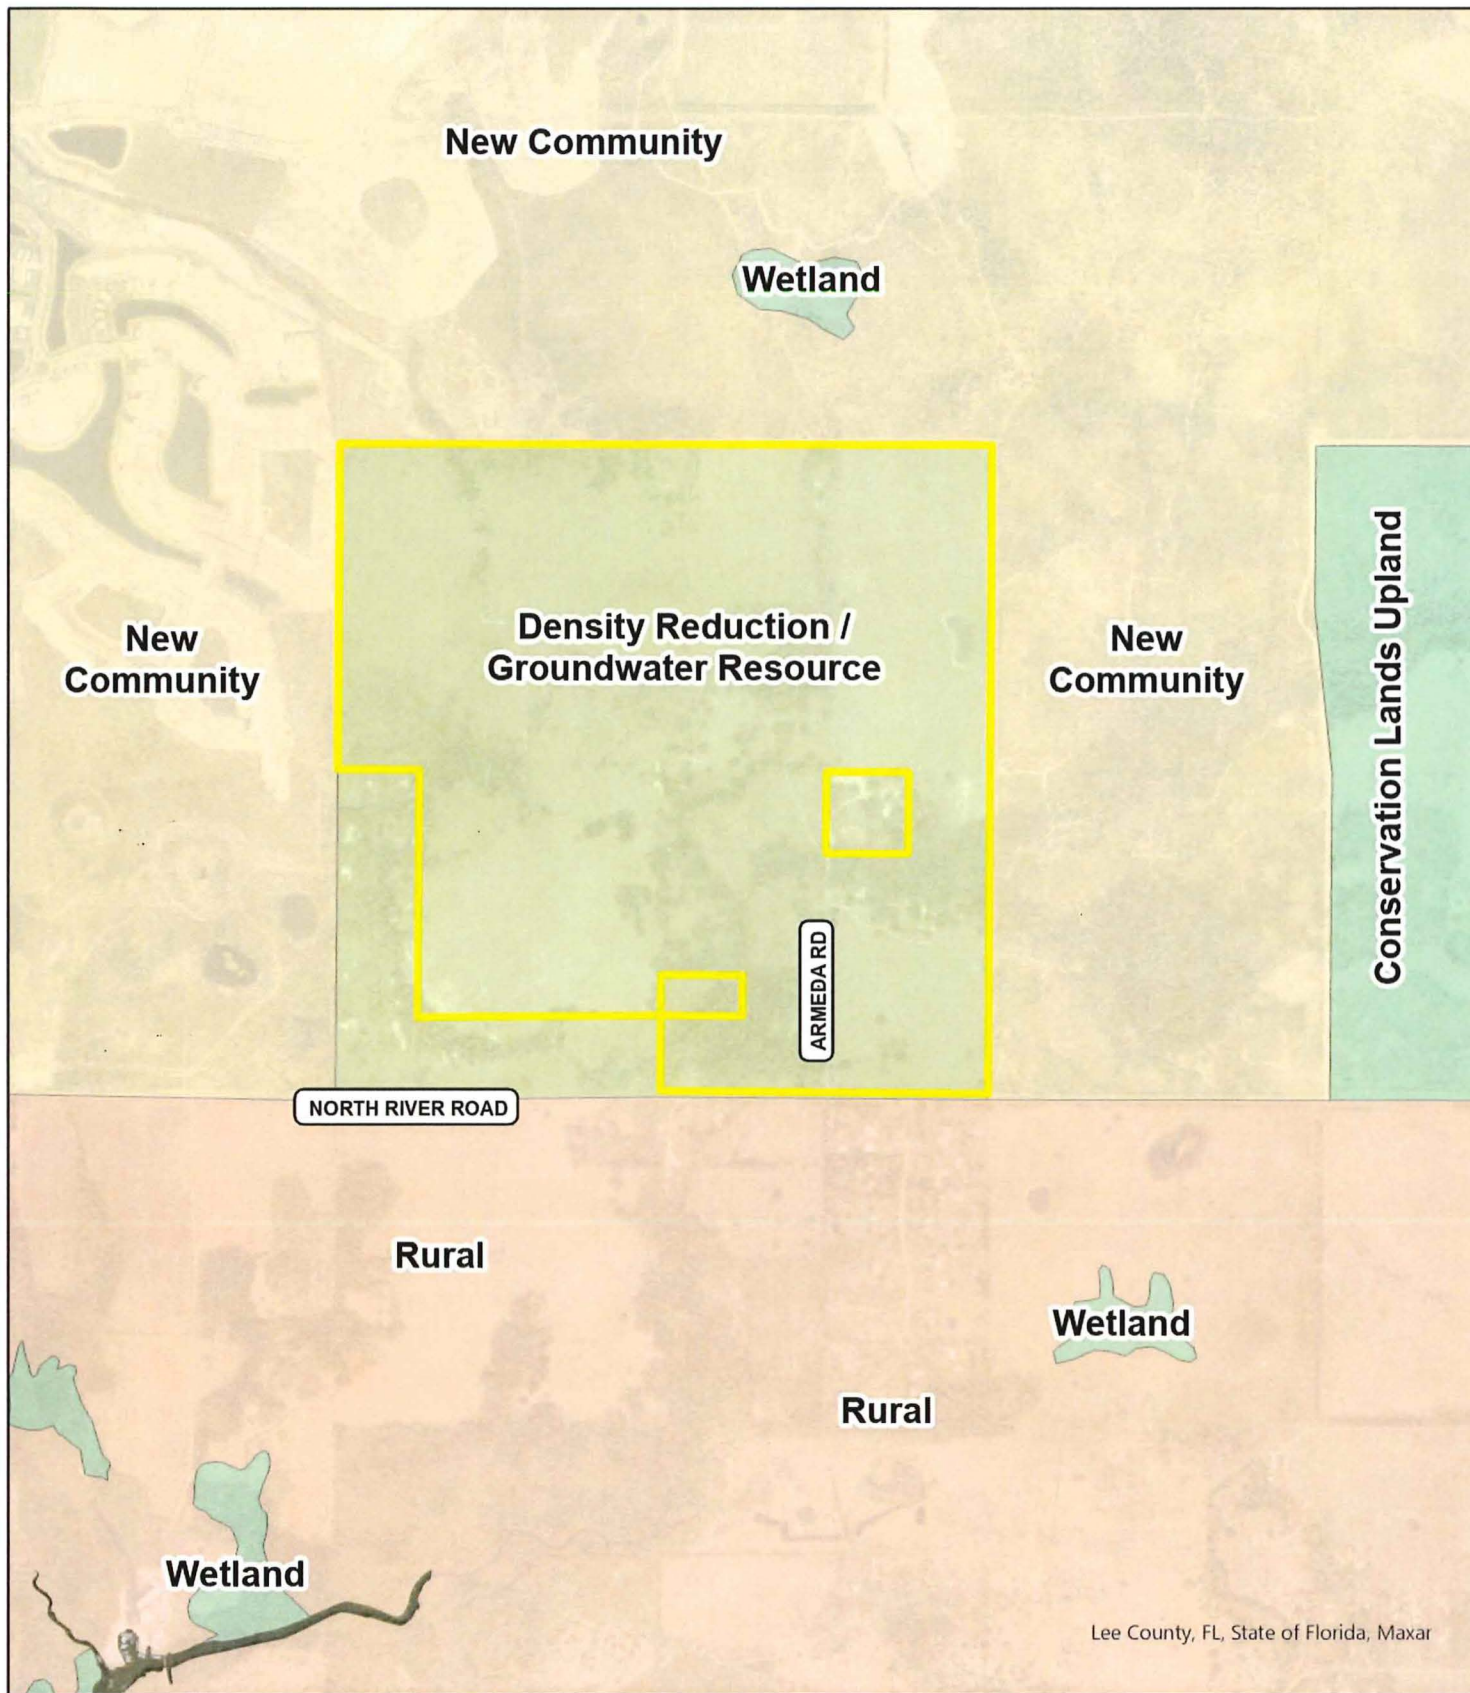 New Community
Wetland
Density Reduction /
Groundwater Resource
New
Community
New
Community
Conservation Lands Upland
ARMEDA RD
NORTH RIVER ROAD
Rural
Wetland
Rural
Wetland
Lee County, FL, State of Florida, Maxar